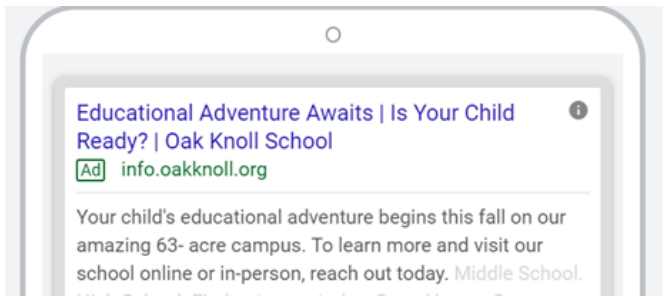 Educational Adventure Awaits | Is Your Child
Ready? | Oak Knoll School
Ad info.oakknoll.org
Your child's educational adventure begins this fall on our
amazing 63- acre campus. To learn more and visit our
school online or in-person, reach out today. Middle School.